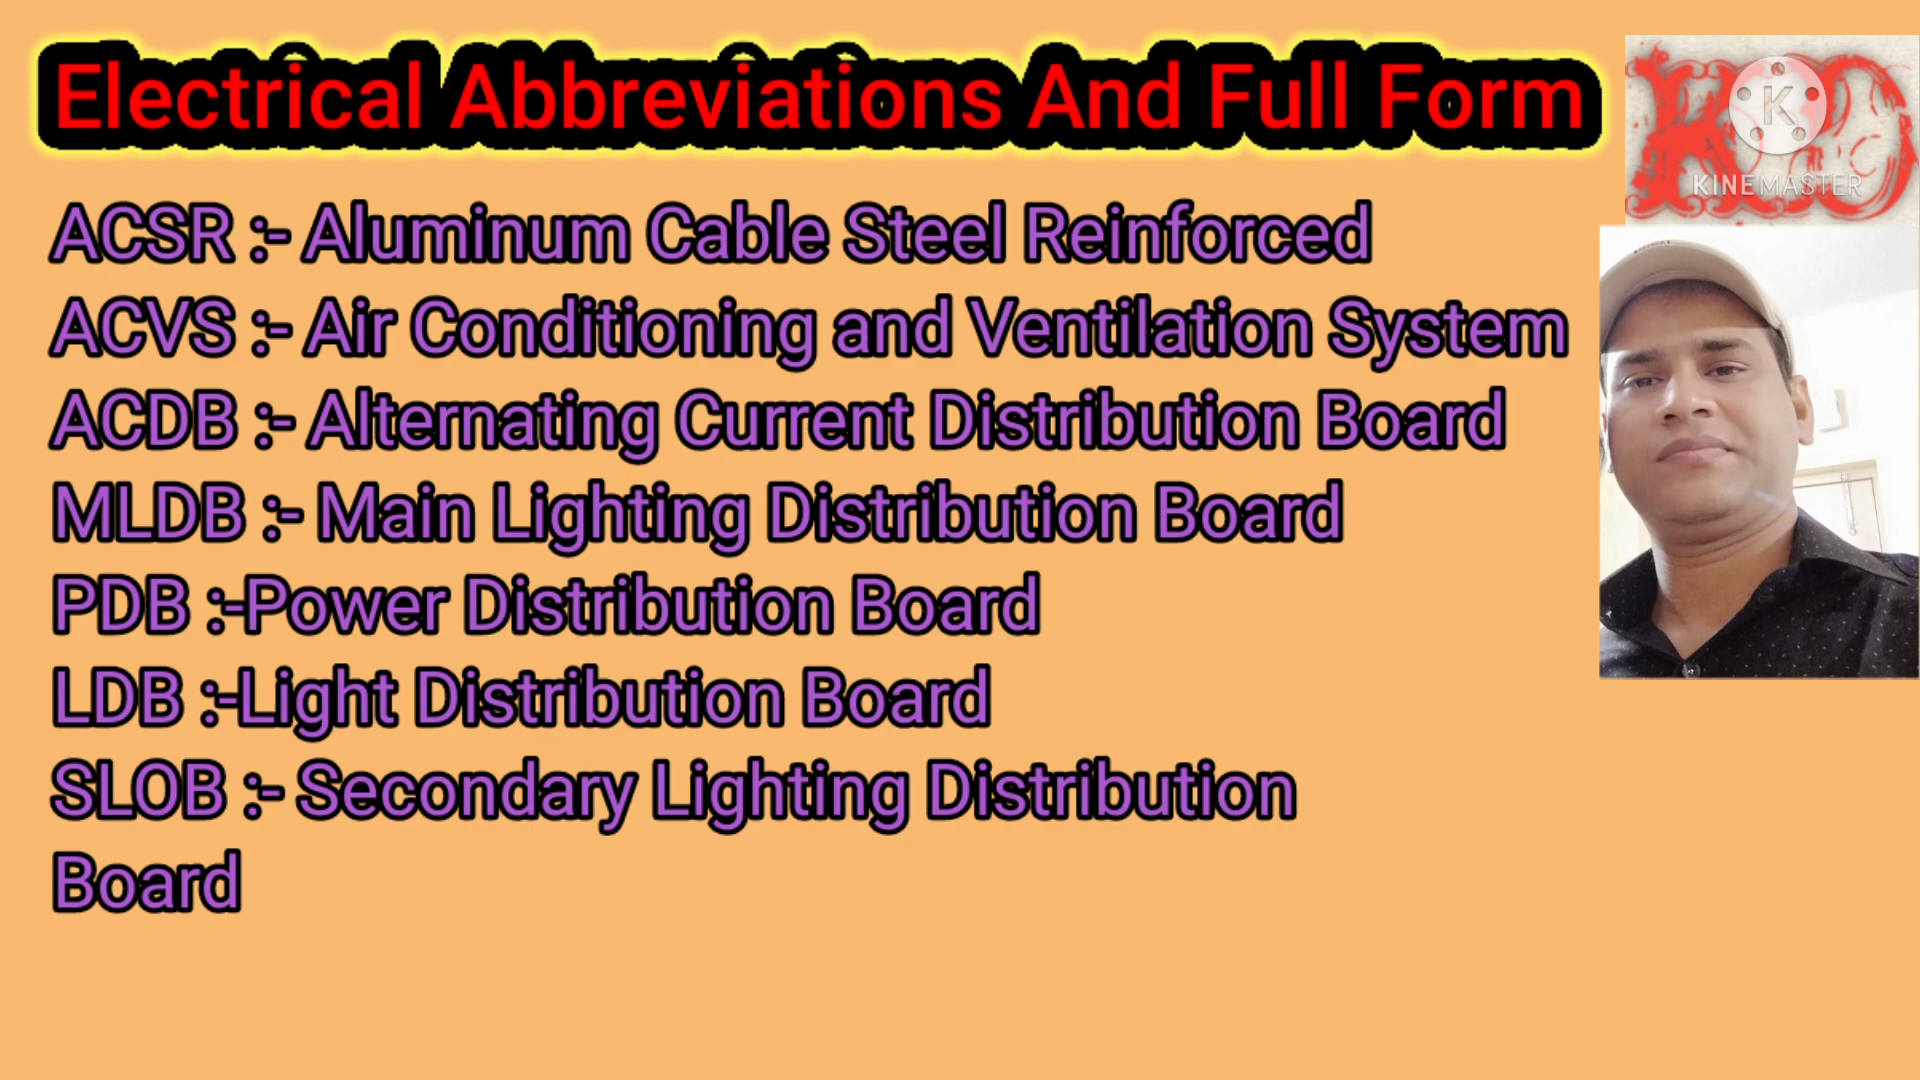 Electrical Abbreviations And Full Form
KINEMASTER
ACSR :- Aluminum Cable Steel Reinforced
ACVS :- Air Conditioning and Ventilation System
ACDB :- Alternating Current Distribution Board
MLDB :- Main Lighting Distribution Board
PDB :-Power Distribution Board
LDB :-Light Distribution Board
SLOB :- Secondary Lighting Distribution
Board